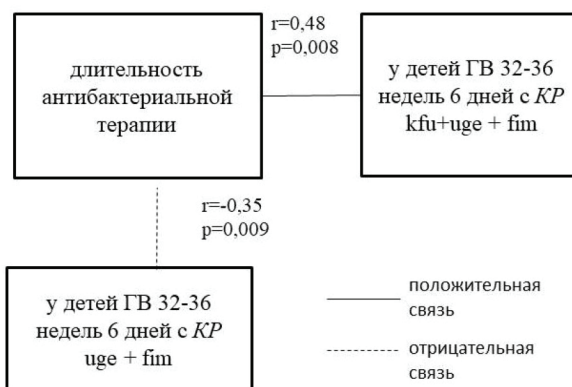 длительность
антибактериальной
терапии
r=0,48
p=0,008
у детей ГВ 32-36
недель 6 дней с КР
kfu+uge + fim
r=-0,35
p=0,009
у детей ГВ 32-36
недель 6 дней с КР
uge + fim
положительная
связь
отрицательная
связь